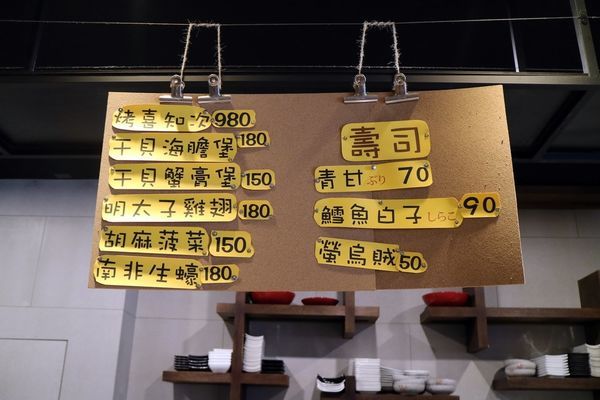 烤喜知次 980
干貝海膽堡 180
干貝蟹膏堡 150
明太子雞翅 180
胡麻菠菜 150
南非生蠔 180
壽司
青甘 ぶり 70
鱈魚白子 しらこ 90
螢烏賊 50